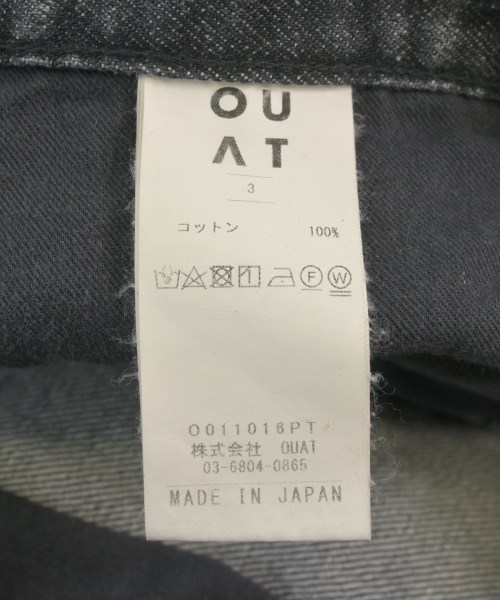 OU
AT
3
コットン 100%
F W
O011016PT
株式会社 OUAT
03-6804-0865
MADE IN JAPAN